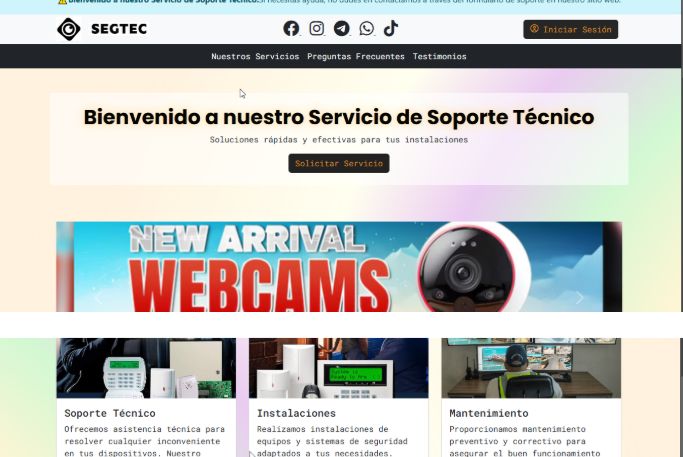 Bienvenido a nuestro Servicio de Soporte Técnico. Si necesitas ayuda, no dudes en contactarnos a través del formulario de soporte en nuestro sitio web.
SEGTEC
Iniciar Sesión
Nuestros Servicios Preguntas Frecuentes Testimonios
Bienvenido a nuestro Servicio de Soporte Técnico
Soluciones rápidas y efectivas para tus instalaciones
Solicitar Servicio
NEW ARRIVAL
WEBCAMS
Soporte Técnico
Ofrecemos asistencia técnica para
resolver cualquier inconveniente
en tus dispositivos. Nuestro
Instalaciones
Realizamos instalaciones de
equipos y sistemas de seguridad
adaptados a tus necesidades.
Mantenimiento
Proporcionamos mantenimiento
preventivo y correctivo para
asegurar el buen funcionamiento